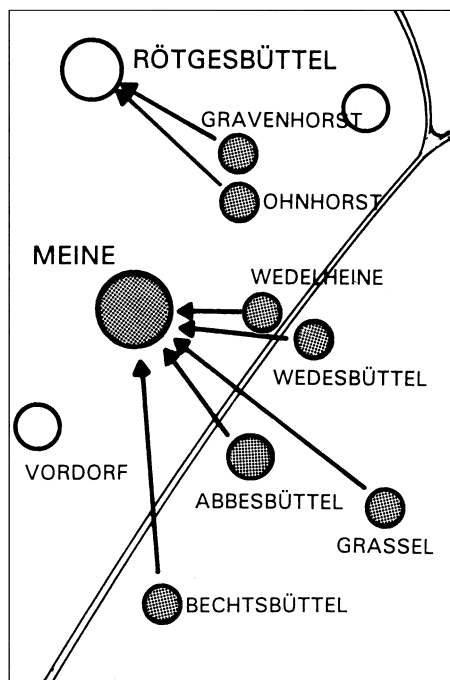 RÖTGESBÜTTEL
GRAVENHORST
OHNHORST
MEINE
WEDELHEINE
WEDESBÜTTEL
VORDORF
ABBESBÜTTEL
GRASSEL
BECHTSBÜTTEL